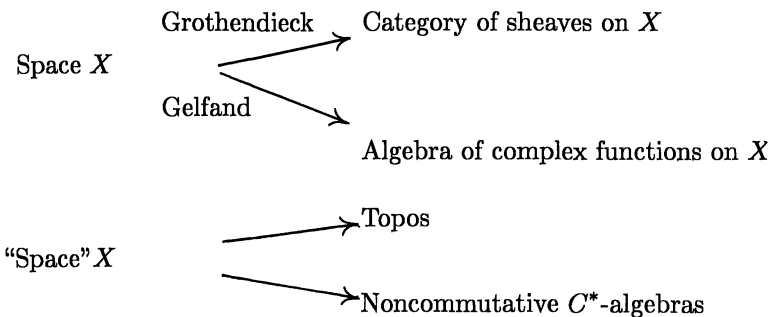 Grothendieck
Category of sheaves on X
Space X
Gelfand
Algebra of complex functions on X
Topos
“Space” X
Noncommutative C*-algebras